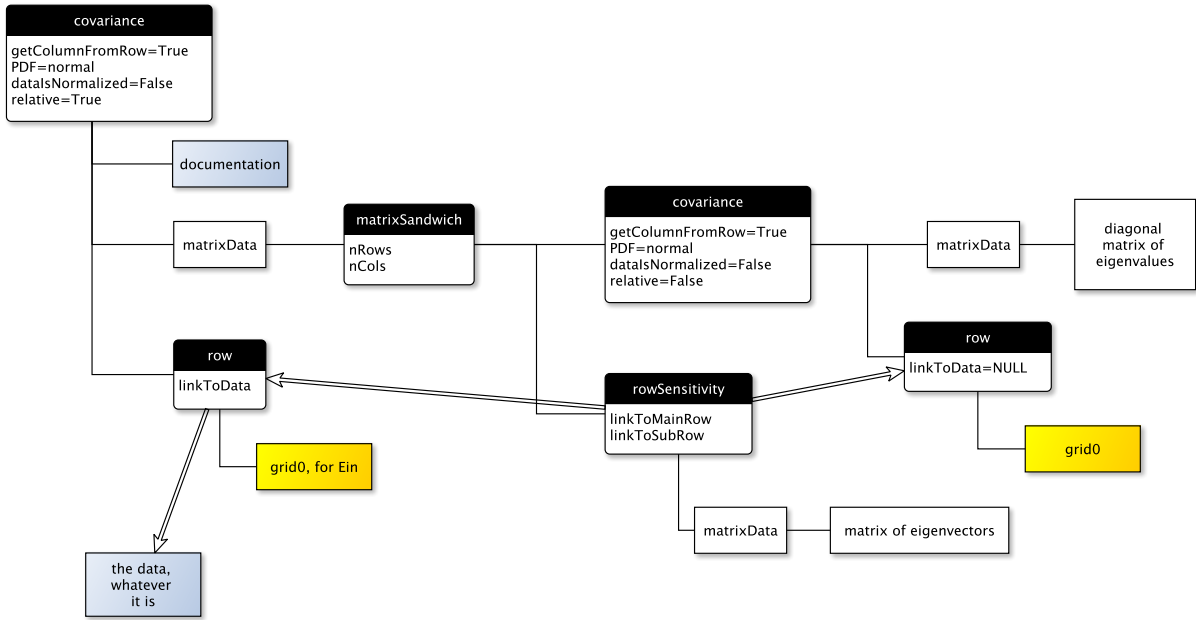 covariance
getColumnFromRow=True
PDF=normal
dataIsNormalized=False
relative=True
documentation
matrixData
matrixSandwich
nRows
nCols
covariance
getColumnFromRow=True
PDF=normal
dataIsNormalized=False
relative=False
matrixData
diagonal
matrix of
eigenvalues
row
linkToData
rowSensitivity
linkToMainRow
linkToSubRow
row
linkToData=NULL
grid0, for Ein
grid0
matrixData
matrix of eigenvectors
the data,
whatever
it is